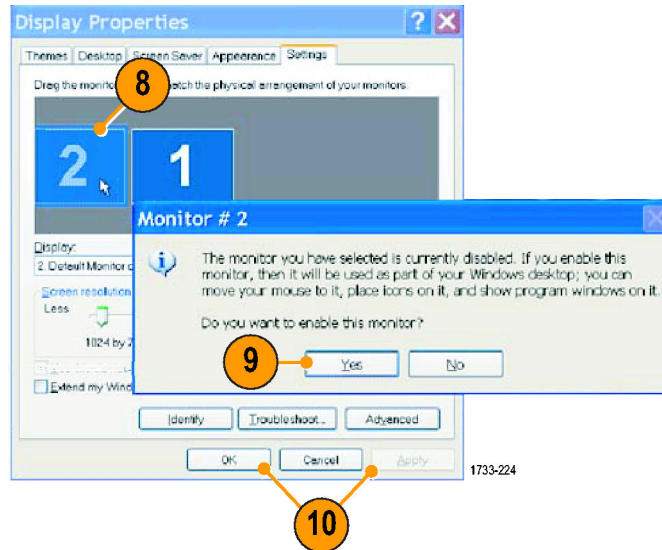 Display Properties
Themes Desktop Screen Saver Appearance Settings
Drag the monitor 8 match the physical arrangement of your monitors.
2 1
Monitor # 2
The monitor you have selected is currently disabled. If you enable this
monitor, then it will be used as part of your Windows desktop; you can
move your mouse to it, place icons on it, and show program windows on it.
Do you want to enable this monitor?
9 Yes No
Display:
2. Default Monitor
Screen resolution
Less
1024 by 7
Extend my Wind
Identify Troubleshoot... Advanced
OK Cancel Apply
1733-224
10